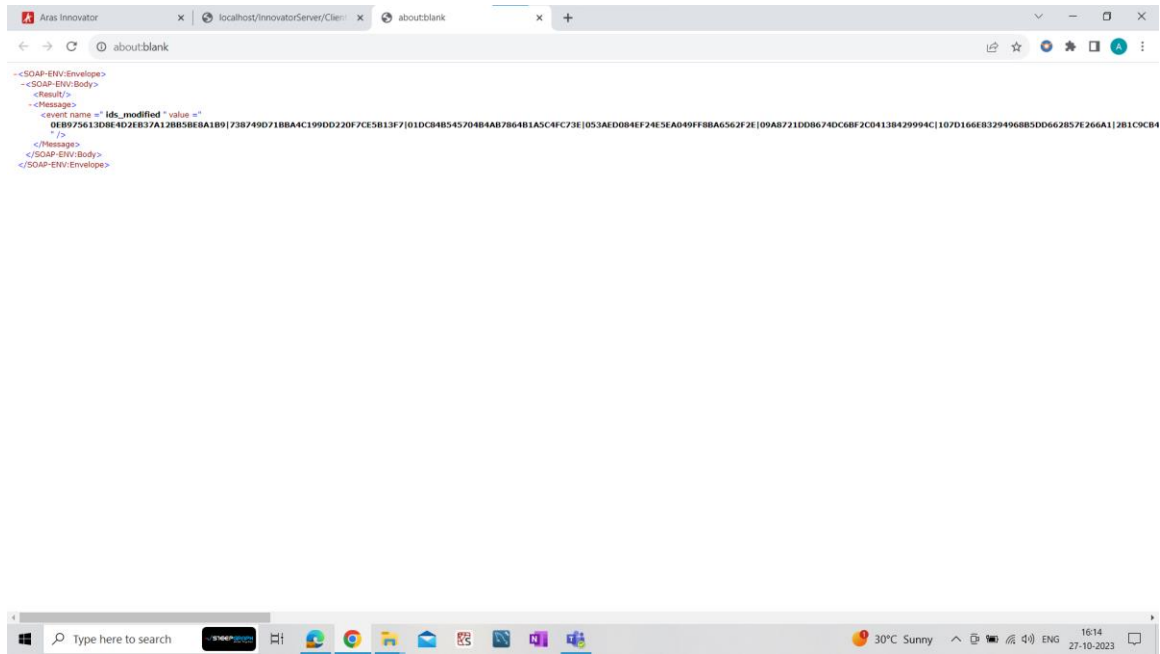 Aras Innovator
localhost/InnovatorServer/Client
about:blank
about:blank
-<SOAP-ENV:Envelope>
-<SOAP-ENV:Body>
<Result/>
-<Message>
<event name =" ids_modified " value ="
0EB975613D8E4D2EB37A12BB5BE8A1B9|738749D71BBA4C199DD220F7CE5B13F7|01DC84B545704B4AB7864B1A5C4FC73E|053AED084EF24E5EA049FF8BA6562F2E|09A8721DD8674DC6BF2C04138429994C|107D166E83294968B5DD662857E266A1|2B1C9CB4
" />
</Message>
</SOAP-ENV:Body>
</SOAP-ENV:Envelope>
Type here to search
30°C Sunny
ENG
16:14
27-10-2023